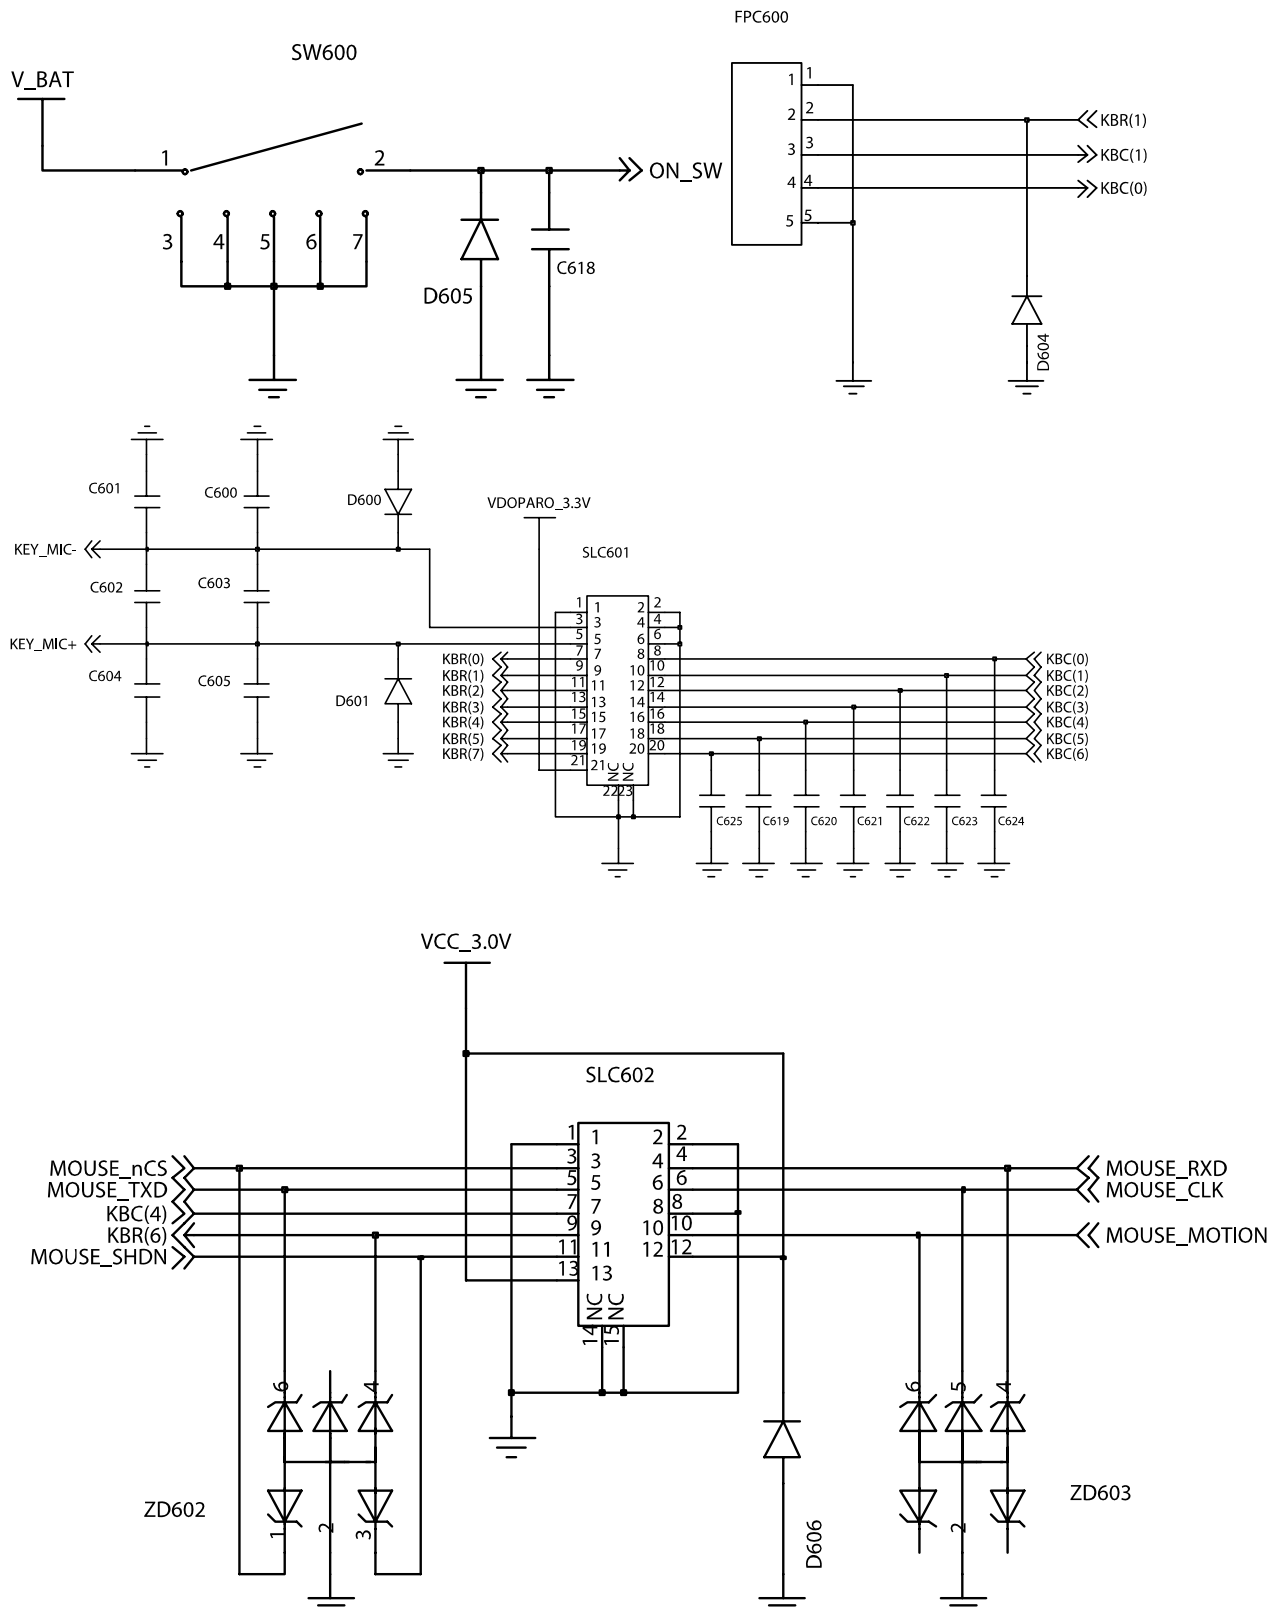 FPC600
SW600
V_BAT
1
2
ON_SW
3
4
5
6
7
D605
C618
1
1
2
2
KBR(1)
3
3
KBC(1)
4
4
KBC(0)
5
5
D604
C601
C600
D600
VDOPARO_3.3V
KEY_MIC-
SLC601
C602
C603
KEY_MIC+
C604
C605
D601
1 1 2 2
3 3 4 4
5 5 6 6
KBR(0) 7 7 8 8 KBC(0)
KBR(1) 9 9 10 10 KBC(1)
KBR(2) 11 11 12 12 KBC(2)
KBR(3) 13 13 14 14 KBC(3)
KBR(4) 15 15 16 16 KBC(4)
KBR(5) 17 17 18 18 KBC(5)
KBR(7) 19 19 20 20 KBC(6)
21 21 NC NC
22 23
C625 C619 C620 C621 C622 C623 C624
VCC_3.0V
SLC602
1 1 2 2
MOUSE_nCS 3 3 4 4 MOUSE_RXD
MOUSE_TXD 5 5 6 6 MOUSE_CLK
KBC(4) 7 7 8 8
KBR(6) 9 9 10 10 MOUSE_MOTION
MOUSE_SHDN 11 11 12 12
13 13
NC NC
14 15
6 4
6 5 4
ZD602
1 2 3
D606
2
ZD603